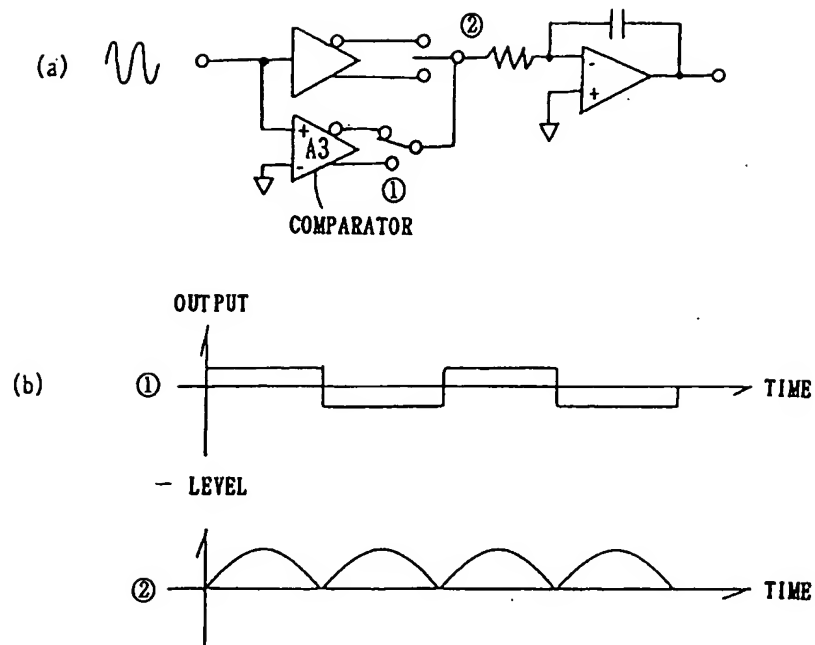 (a)
②
-
+
+
A3
-
①
COMPARATOR
OUTPUT
(b)
①
TIME
- LEVEL
②
TIME